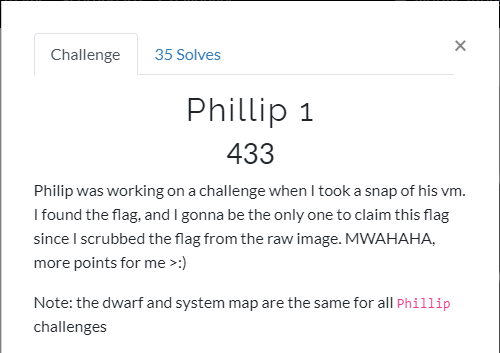 Challenge
35 Solves
×
Phillip 1
433
Philip was working on a challenge when I took a snap of his vm.
I found the flag, and I gonna be the only one to claim this flag
since I scrubbed the flag from the raw image. MWAHAHA,
more points for me >:)
Note: the dwarf and system map are the same for all Phillip
challenges